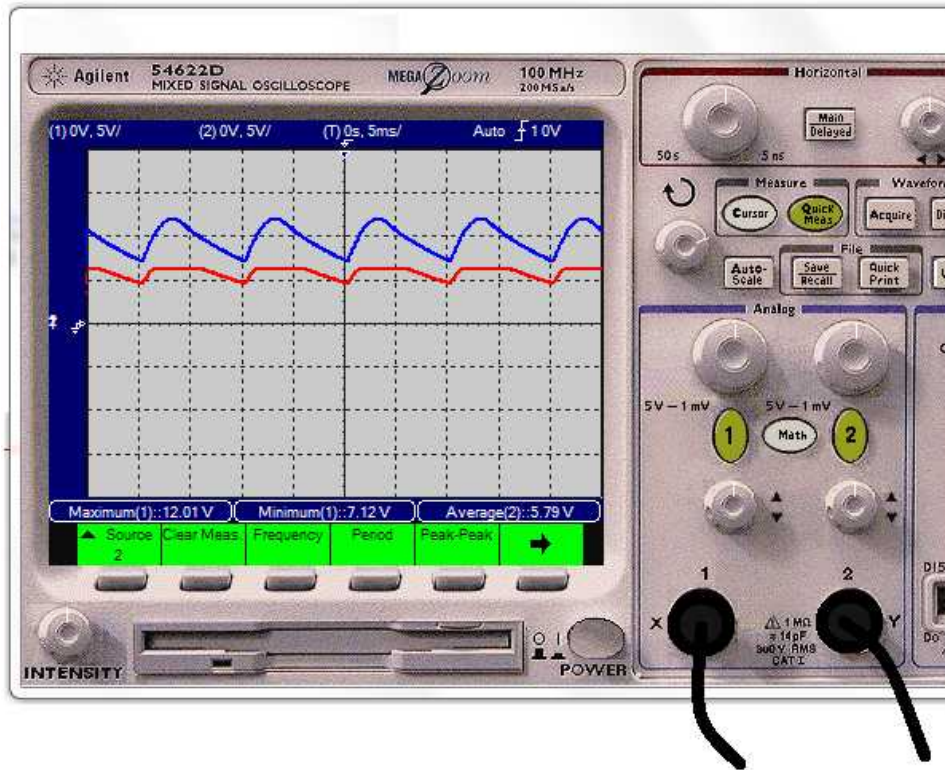 Agilent 54622D MEGA Zoom 100 MHz
MIXED SIGNAL OSCILLOSCOPE 200 MSa/s
(1) 0V, 5V/ (2) 0V, 5V/ (T) 0s, 5ms/ Auto 1 0V
Maximum(1)::12.01 V Minimum(1)::7.12 V Average(2)::5.79 V
Source Clear Meas. Frequency Period Peak-Peak
2
INTENSITY
POWER
Horizontal
Main
Delayed
50 s 5 ns
Measure
Cursor Quick
Meas
Acquire
File
Auto-
Scale
Save
Recall
Quick
Print
Analog
5V – 1 mV 5V – 1 mV
1 Math 2
1 2
X Y
1 MΩ
≈ 14 pF
300 V RMS
CAT I